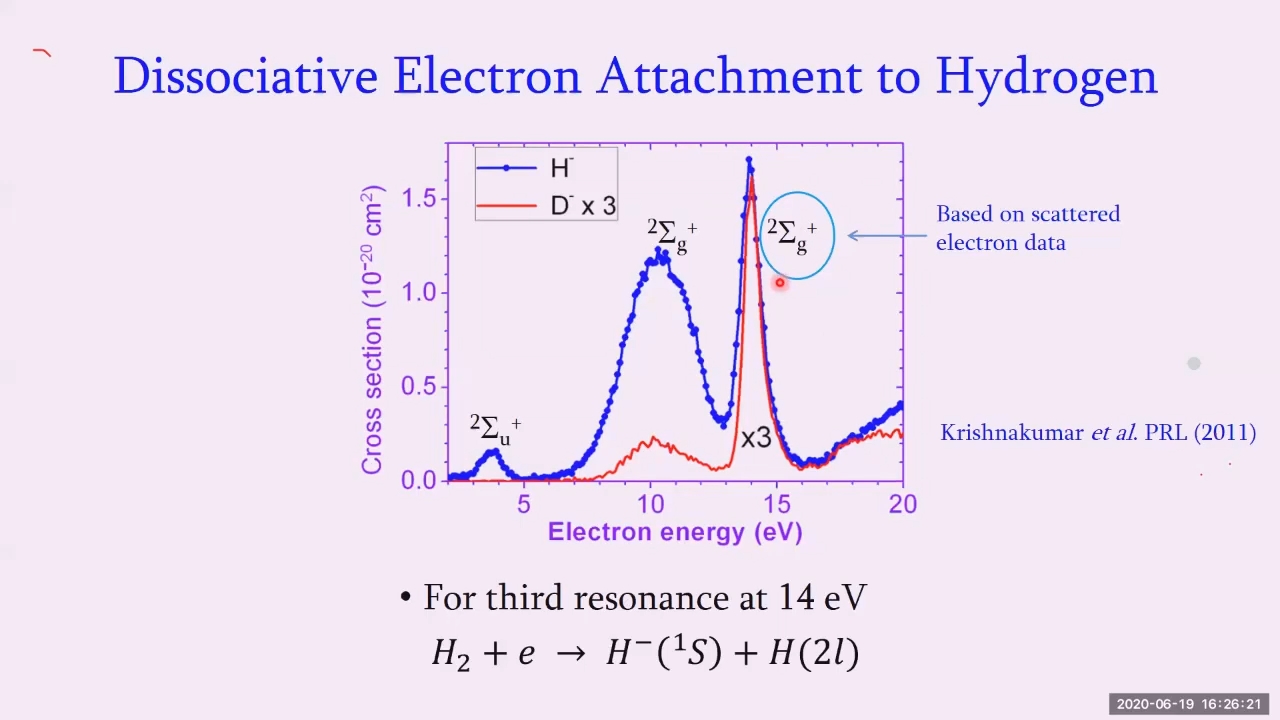 Dissociative Electron Attachment to Hydrogen
H⁻
D⁻ x 3
Cross section (10⁻²⁰ cm²)
1.5
1.0
0.5
0.0
²Σg⁺
²Σg⁺
²Σu⁺
x3
5 10 15 20
Electron energy (eV)
Based on scattered
electron data
Krishnakumar et al. PRL (2011)
• For third resonance at 14 eV
H₂ + e → H⁻(¹S) + H(2l)
2020-06-19 16:26:21